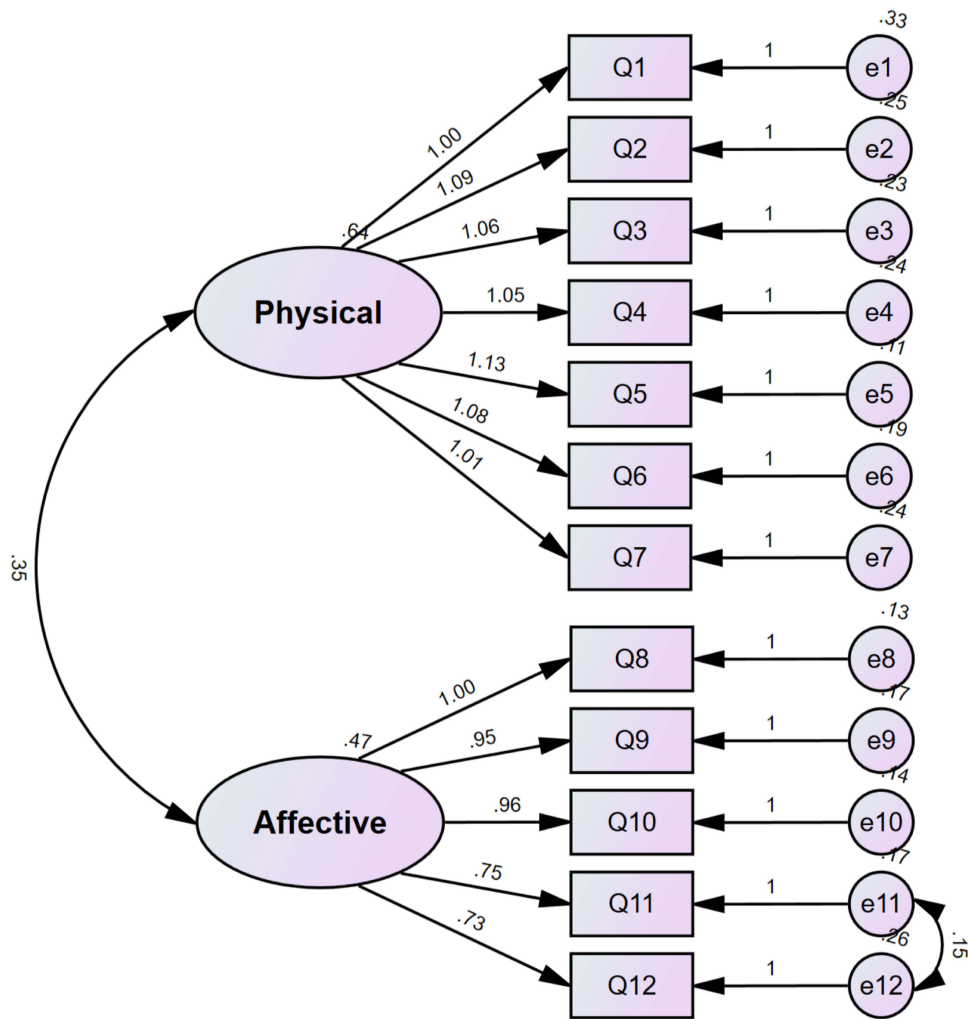 .33
Q1 1 e1
1.00
.25
Q2 1 e2
1.09
.23
.64 1.06 Q3 1 e3
.24
Physical 1.05 Q4 1 e4
.11
1.13 Q5 1 e5
.19
1.08 Q6 1 e6
.24
1.01 Q7 1 e7
.35
.13
Q8 1 e8
1.00
.17
.47 .95 Q9 1 e9
.14
Affective .96 Q10 1 e10
.17
.75 Q11 1 e11
.26 .15
.73 Q12 1 e12